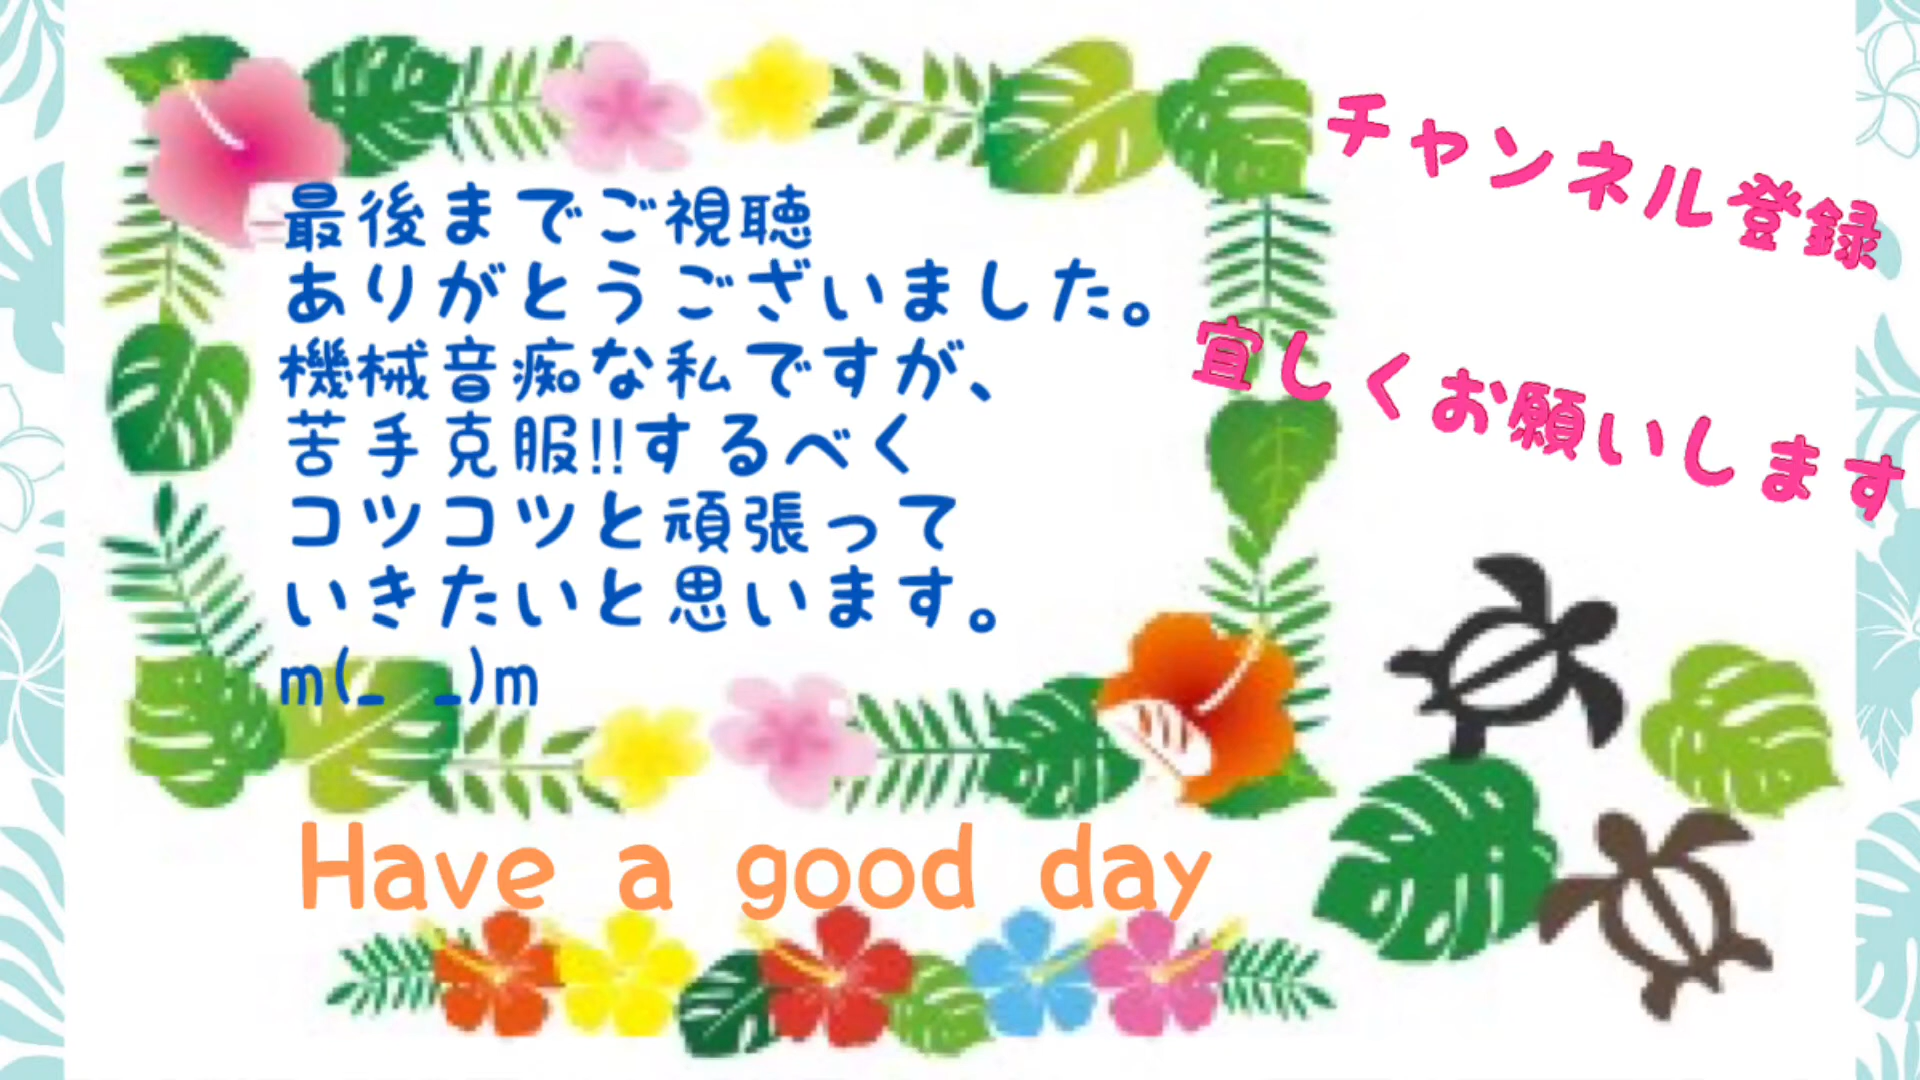 最後までご視聴
ありがとうございました。
機械音痴な私ですが、
苦手克服!!するべく
コツコツと頑張って
いきたいと思います。
m(_ _)m
チャンネル登録
宜しくお願いします
Have a good day